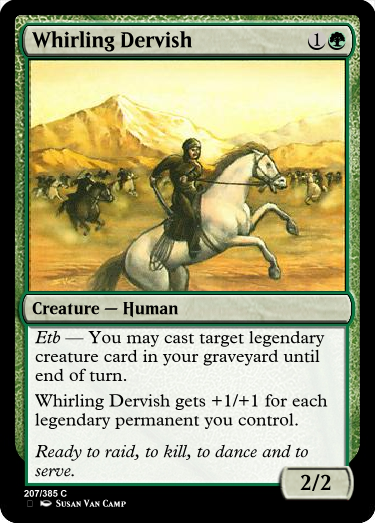 Whirling Dervish 1
Creature — Human
Etb — You may cast target legendary
creature card in your graveyard until
end of turn.
Whirling Dervish gets +1/+1 for each
legendary permanent you control.
Ready to raid, to kill, to dance and to
serve.
2/2
207/385 C
Susan Van Camp